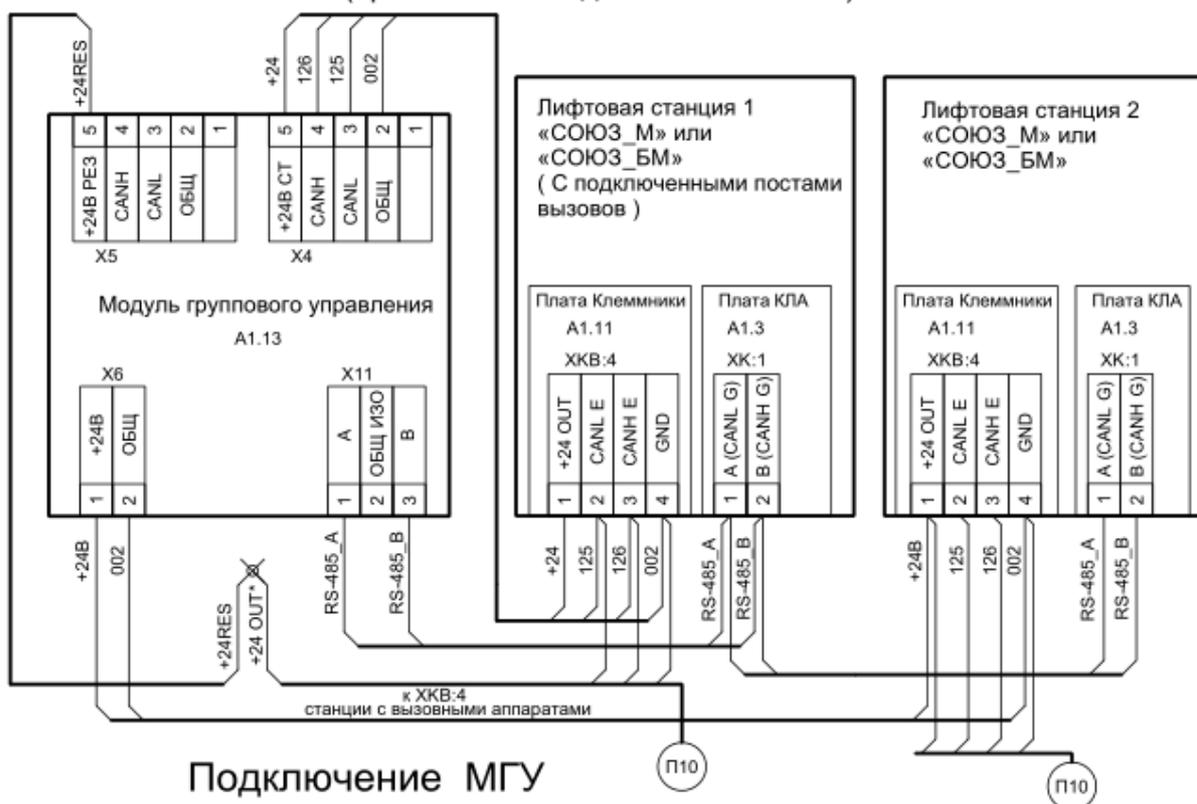 +24RES
+24
126
125
002
5
4
3
2
1
+24В РЕЗ
CANH
CANL
ОБЩ
X5
5
4
3
2
1
+24В СТ
CANH
CANL
ОБЩ
X4
Модуль группового управления
A1.13
X6
+24В
ОБЩ
1
2
X11
A
ОБЩ ИЗО
B
1
2
3
Лифтовая станция 1
«СОЮЗ_М» или
«СОЮЗ_БМ»
( С подключенными постами
вызовов )
Плата Клеммники
A1.11
XKB:4
+24 OUT
CANL E
CANH E
GND
1
2
3
4
Плата КЛА
A1.3
XK:1
A (CANL G)
B (CANH G)
1
2
Лифтовая станция 2
«СОЮЗ_М» или
«СОЮЗ_БМ»
Плата Клеммники
A1.11
XKB:4
+24 OUT
CANL E
CANH E
GND
1
2
3
4
Плата КЛА
A1.3
XK:1
A (CANL G)
B (CANH G)
1
2
+24В
002
+24RES
+24 OUT*
RS-485_A
RS-485_B
+24
125
126
002
RS-485_A
RS-485_B
+24В
125
126
002
RS-485_A
RS-485_B
к XKB:4
станции с вызовными аппаратами
П10
П10
Подключение МГУ